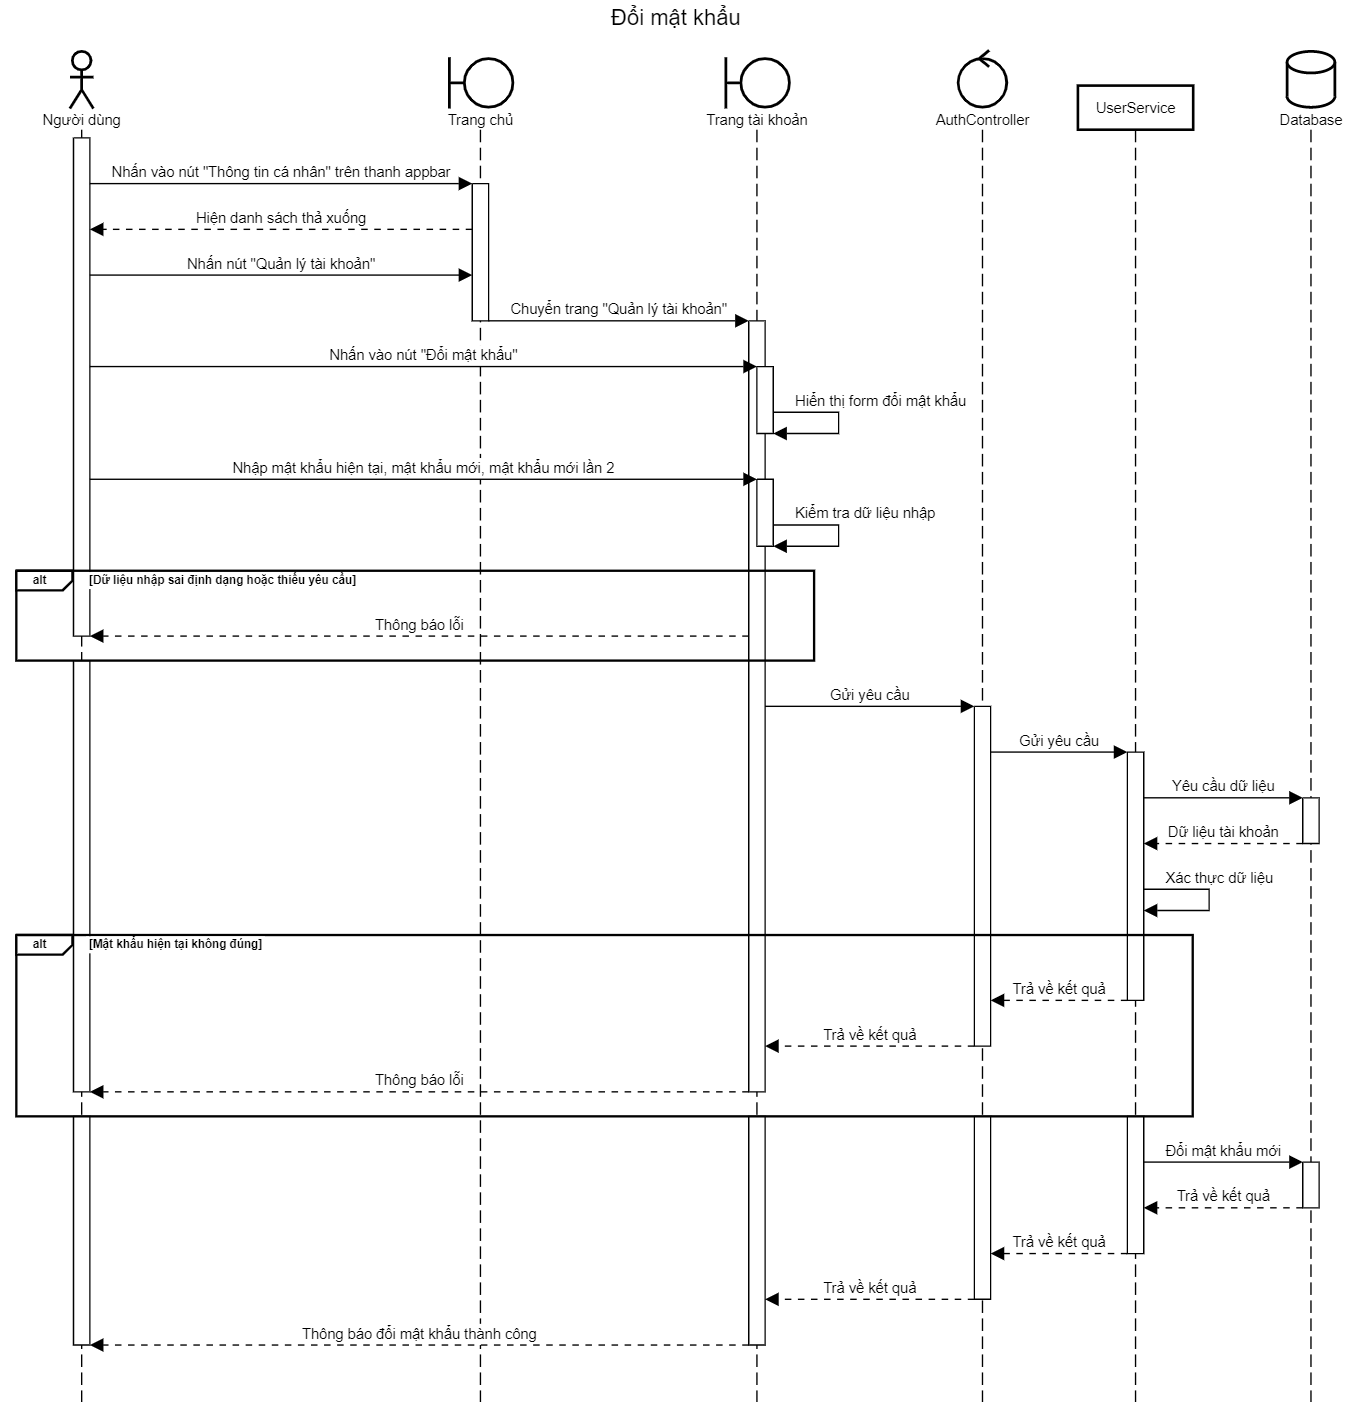 Đổi mật khẩu
Người dùng
Trang chủ
Trang tài khoản
AuthController
UserService
Database
Nhấn vào nút "Thông tin cá nhân" trên thanh appbar
Hiện danh sách thả xuống
Nhấn nút "Quản lý tài khoản"
Chuyển trang "Quản lý tài khoản"
Nhấn vào nút "Đổi mật khẩu"
Hiển thị form đổi mật khẩu
Nhập mật khẩu hiện tại, mật khẩu mới, mật khẩu mới lần 2
Kiểm tra dữ liệu nhập
alt
[Dữ liệu nhập sai định dạng hoặc thiếu yêu cầu]
Thông báo lỗi
Gửi yêu cầu
Gửi yêu cầu
Yêu cầu dữ liệu
Dữ liệu tài khoản
Xác thực dữ liệu
alt
[Mật khẩu hiện tại không đúng]
Trả về kết quả
Trả về kết quả
Thông báo lỗi
Đổi mật khẩu mới
Trả về kết quả
Trả về kết quả
Trả về kết quả
Thông báo đổi mật khẩu thành công